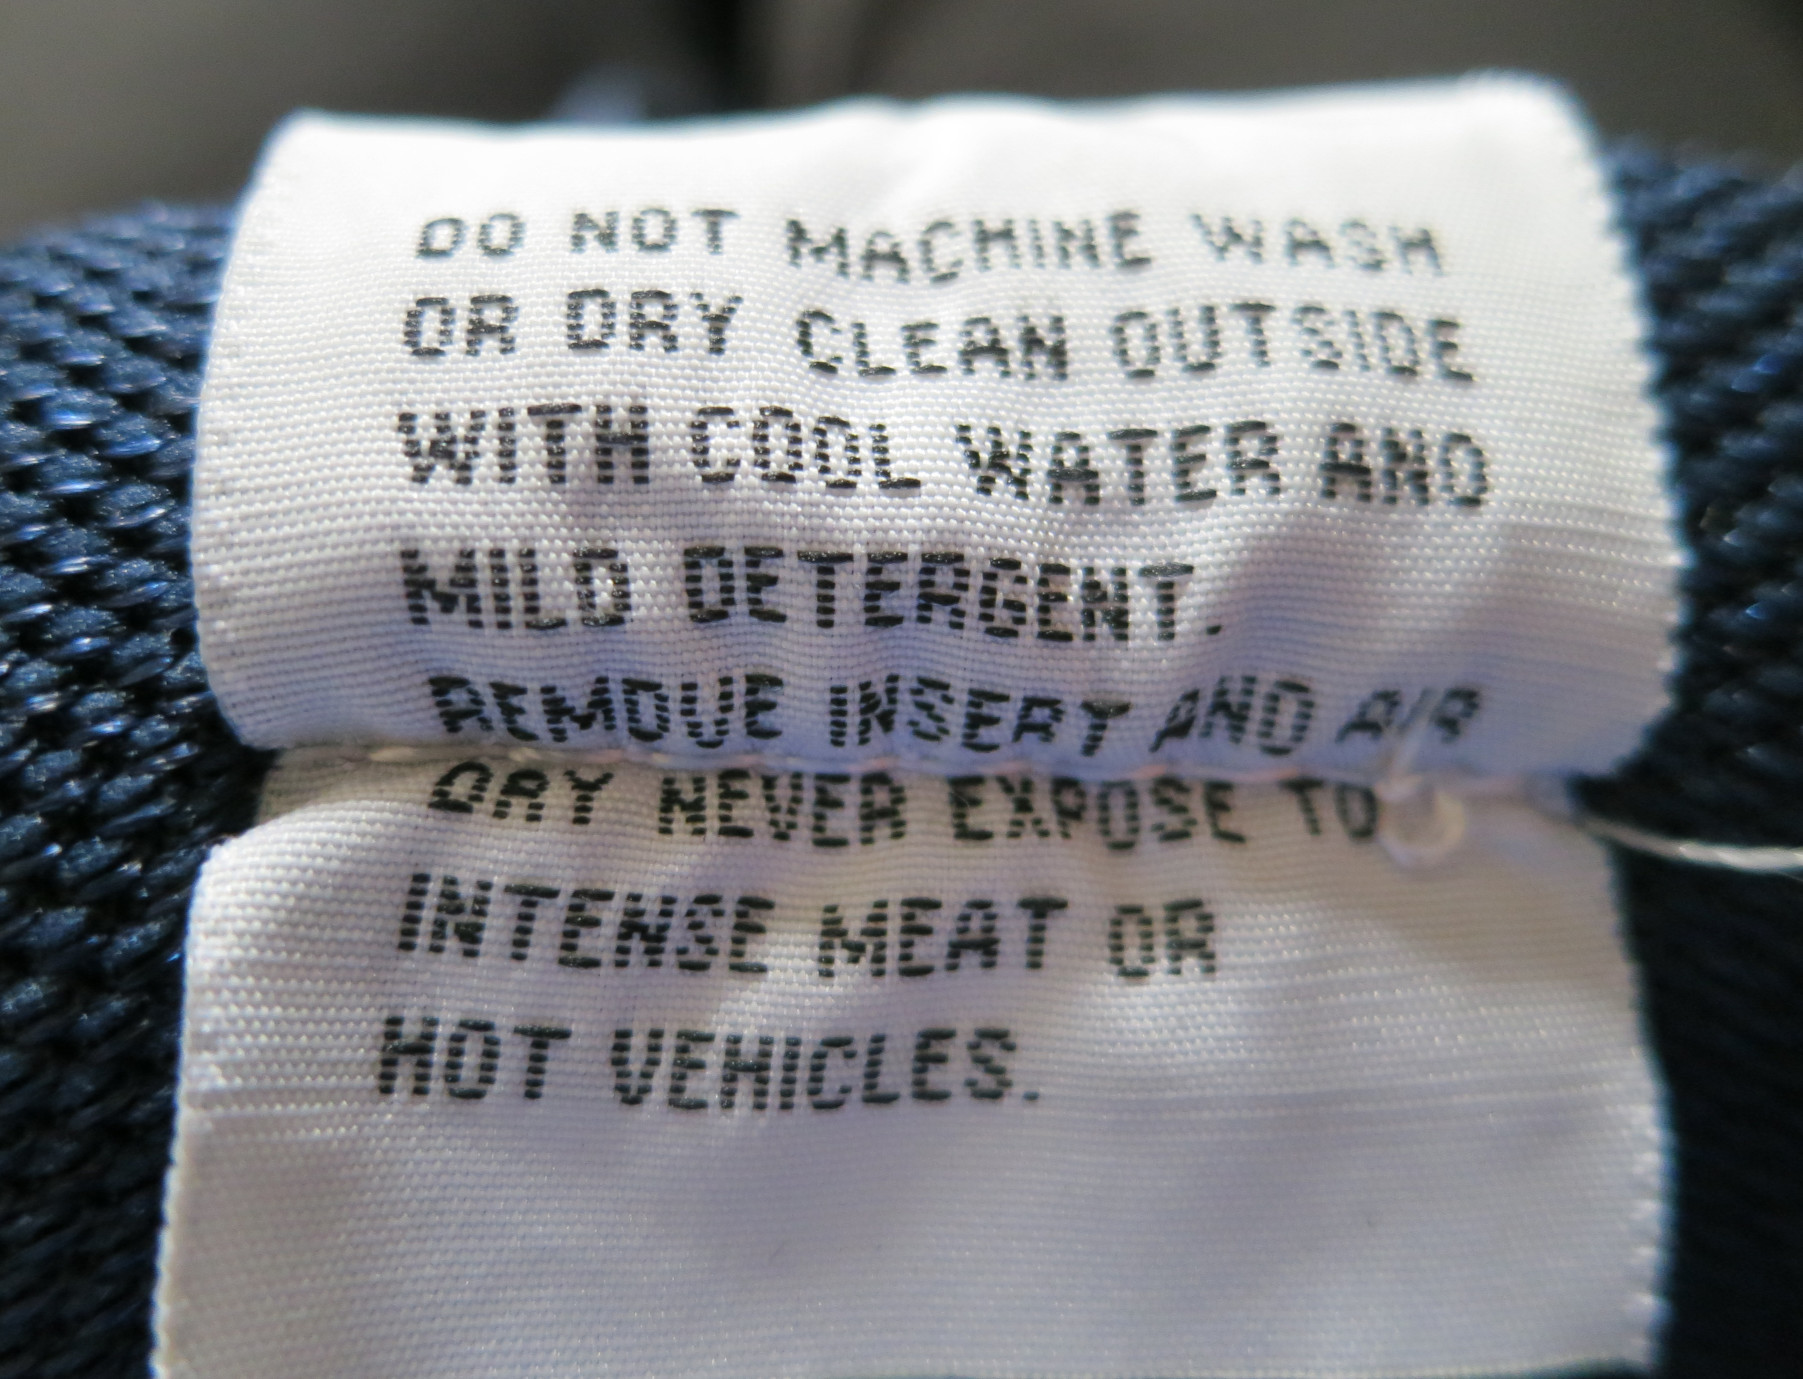 DO NOT MACHINE WASH
OR DRY CLEAN OUTSIDE
WITH COOL WATER AND
MILD DETERGENT.
REMOVE INSERT AND AIR
DRY NEVER EXPOSE TO
INTENSE MEAT OR
HOT VEHICLES.